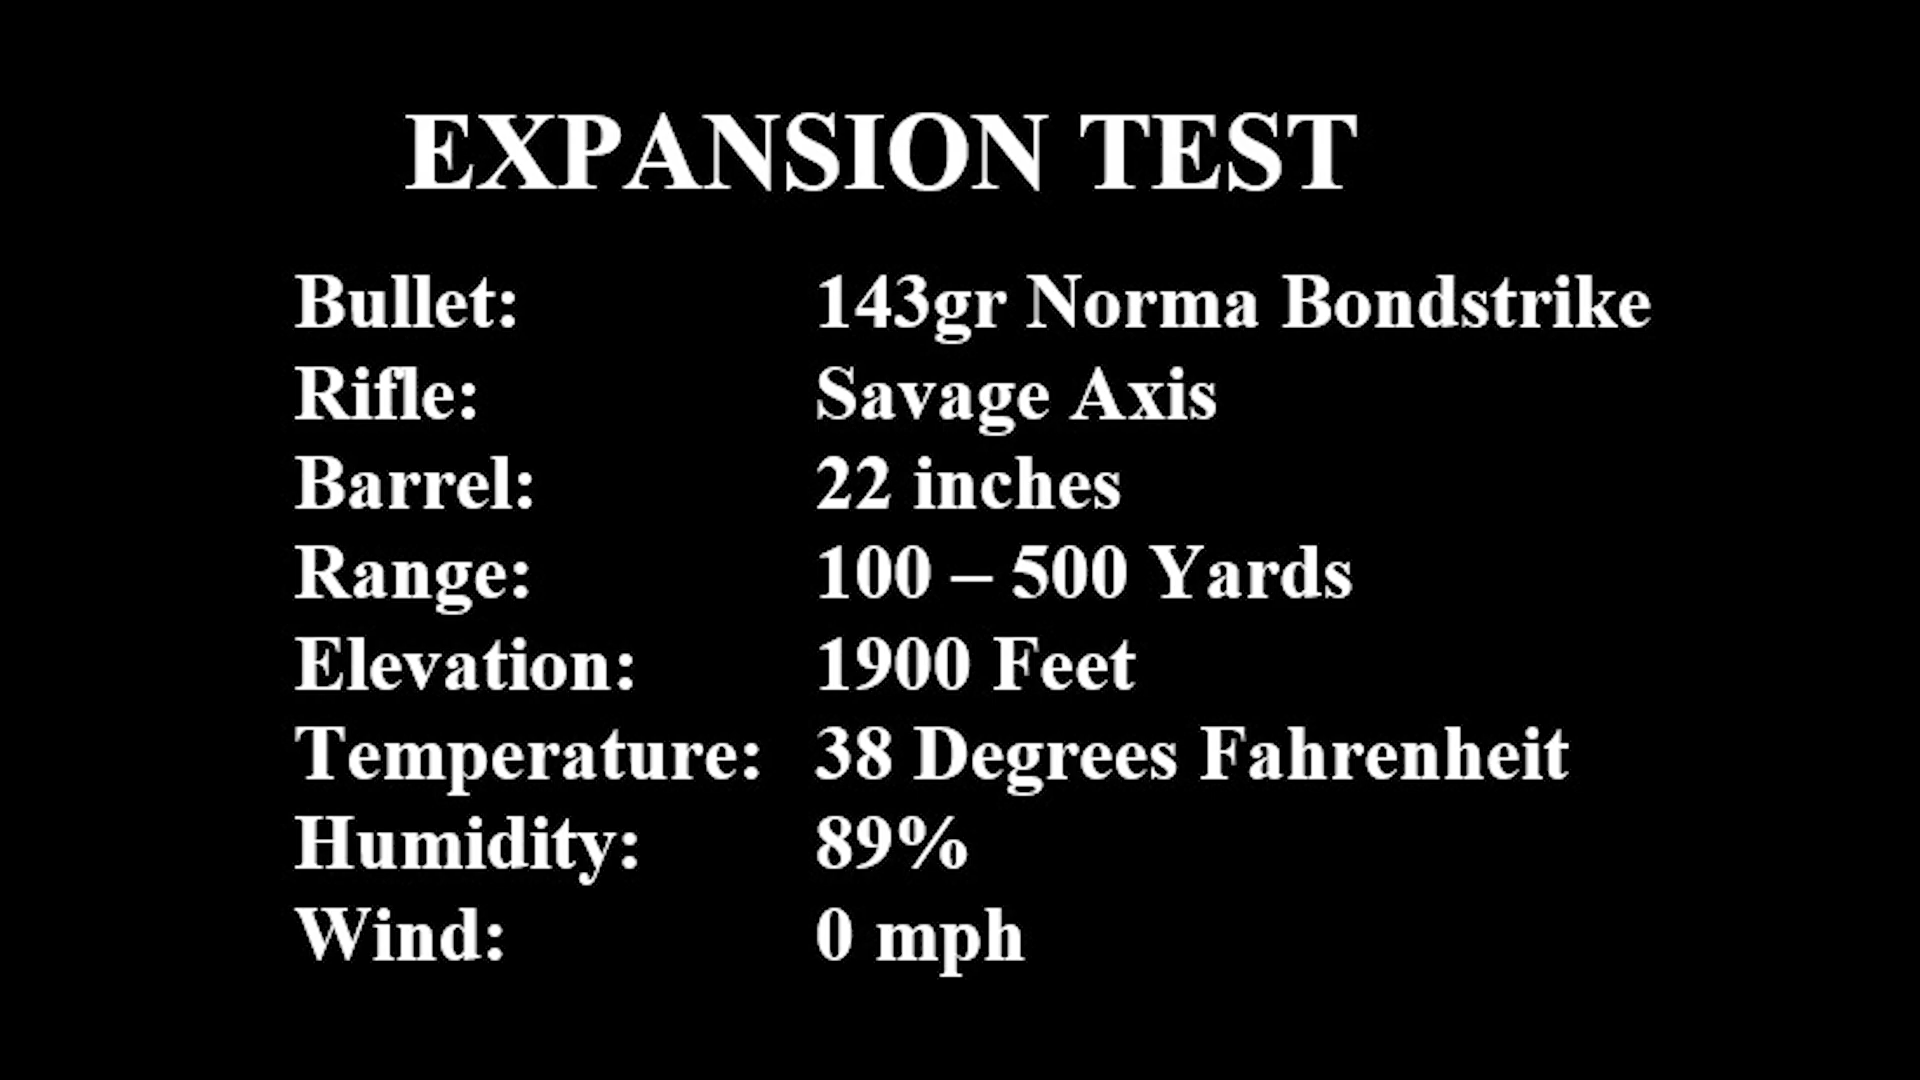 EXPANSION TEST
Bullet: 143gr Norma Bondstrike
Rifle: Savage Axis
Barrel: 22 inches
Range: 100 – 500 Yards
Elevation: 1900 Feet
Temperature: 38 Degrees Fahrenheit
Humidity: 89%
Wind: 0 mph